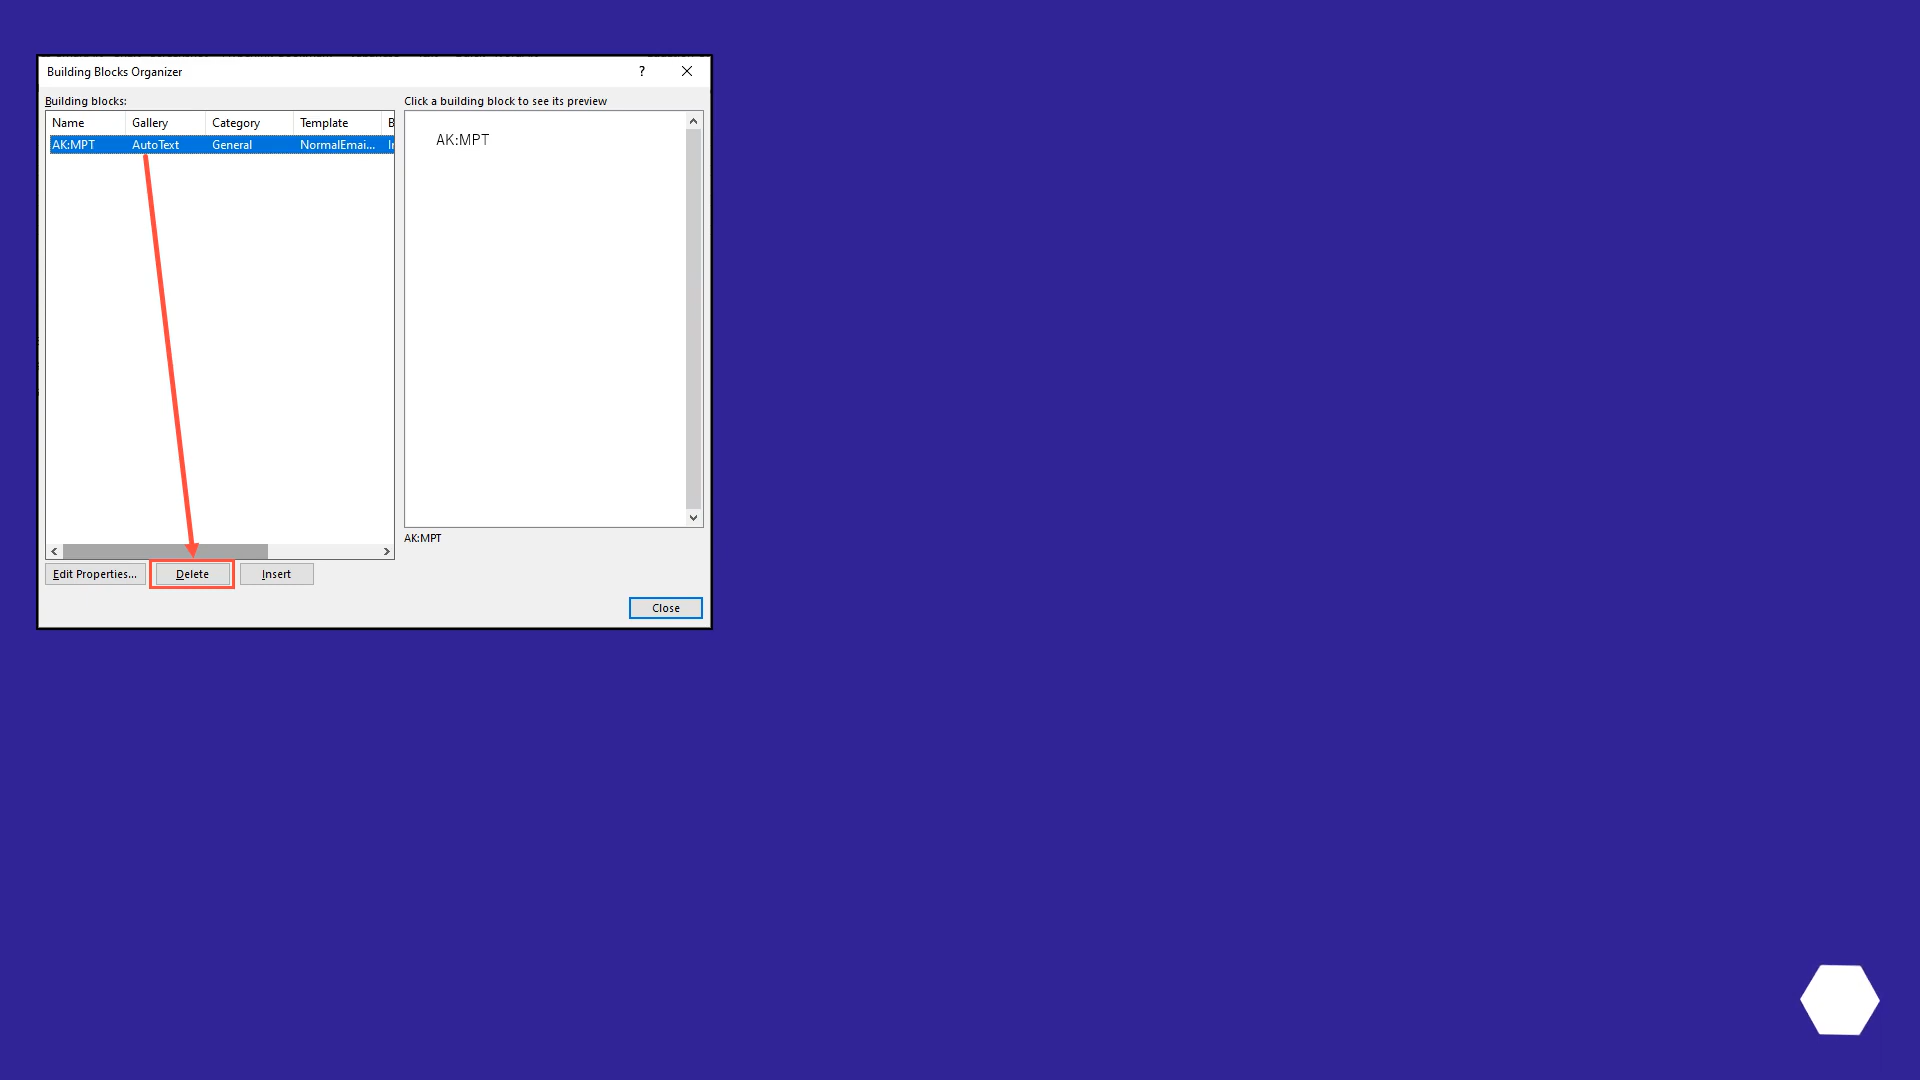 Building Blocks Organizer ?
Building blocks:
Click a building block to see its preview
Name Gallery Category Template B
AK:MPT AutoText General NormalEmai... In
AK:MPT
AK:MPT
Edit Properties... Delete Insert
Close